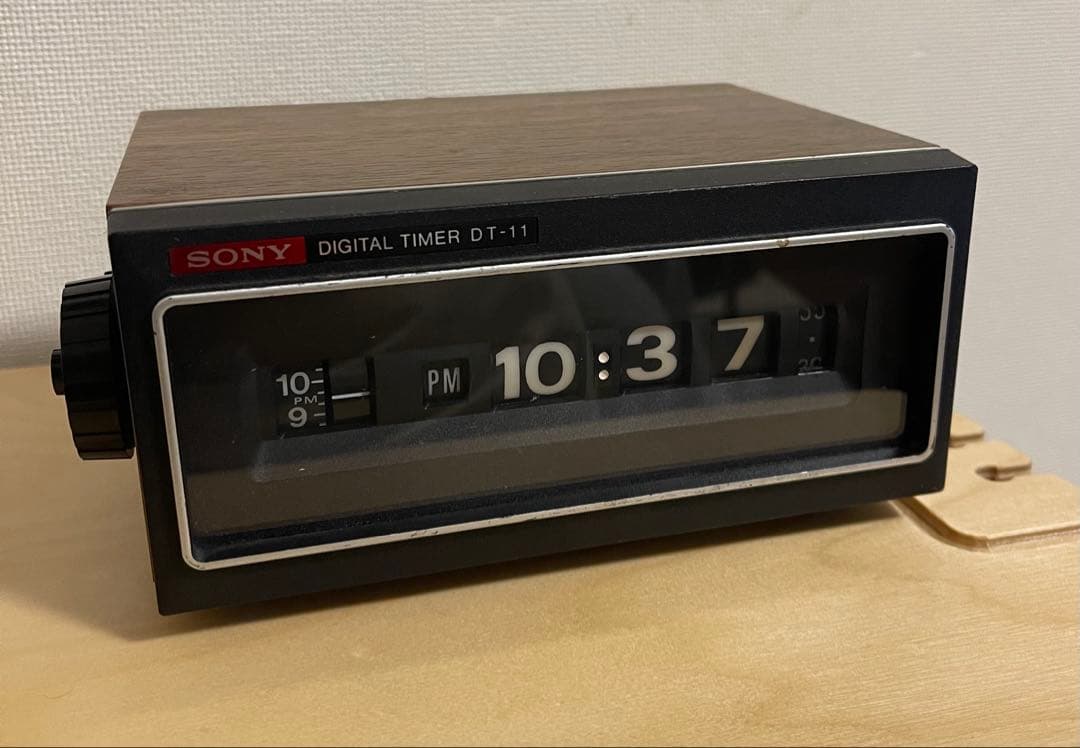 SONY DIGITAL TIMER DT-11
10
PM
9
PM 10:37